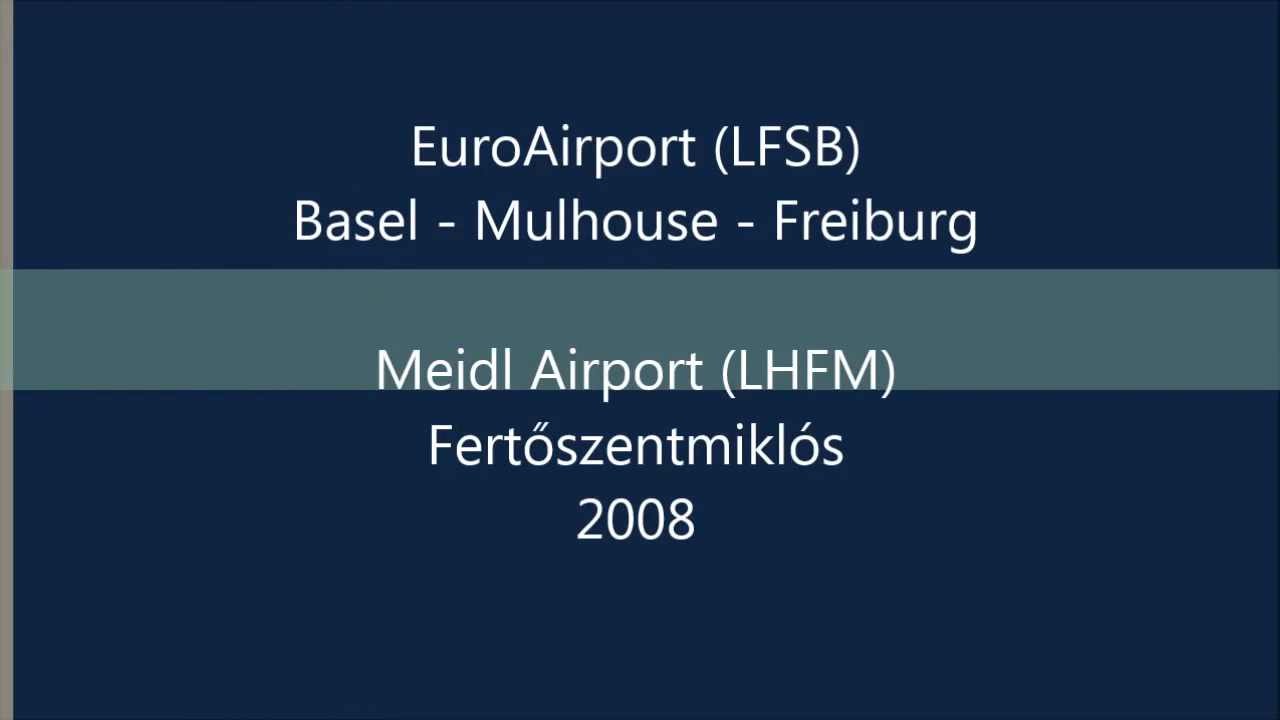 EuroAirport (LFSB)
Basel - Mulhouse - Freiburg
Meidl Airport (LHFM)
Fertőszentmiklós
2008